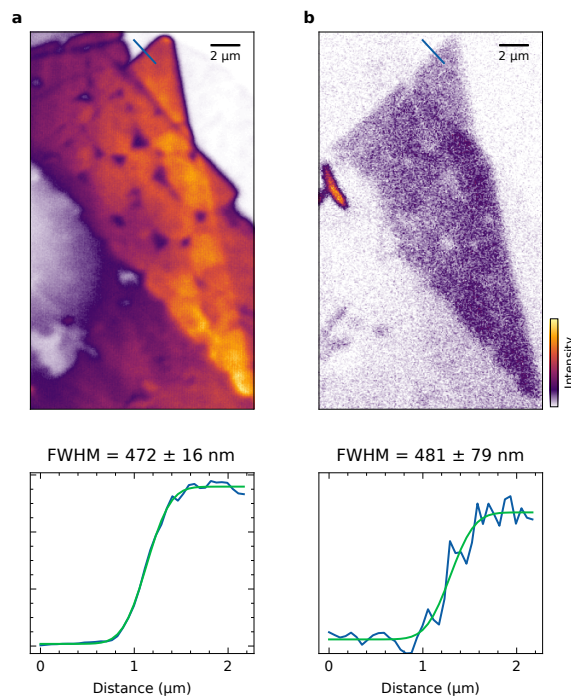 a
b
2 μm
2 μm
Intensity
FWHM = 472 ± 16 nm
FWHM = 481 ± 79 nm
0
1
2
0
1
2
Distance (μm)
Distance (μm)